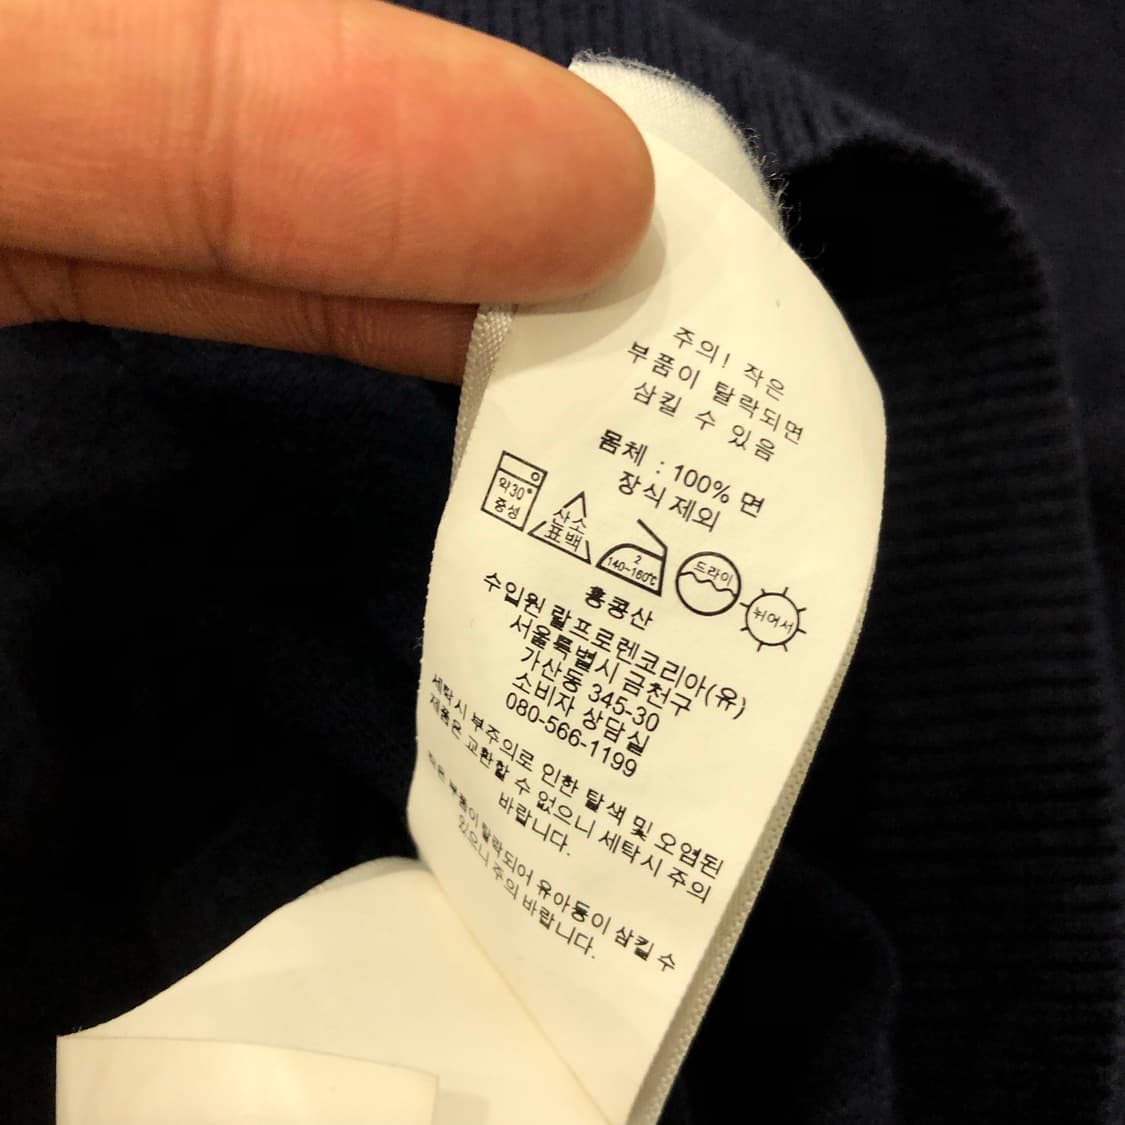 주의! 작은
부품이 탈락되면
삼킬 수 있음
몸체 : 100% 면
장식 제외
약30°
중성
산소
표백
2
140~160℃
드라이
뉘어서
홍콩산
수입원 랄프로렌코리아(유)
서울특별시 금천구
가산동 345-30
소비자 상담실
080-566-1199
세탁시 부주의로 인한 탈색 및 오염된
제품은 교환할 수 없으니 세탁시 주의
바랍니다.
작은 부품이 탈락되어 유아동이 삼킬 수
있으니 주의 바랍니다.